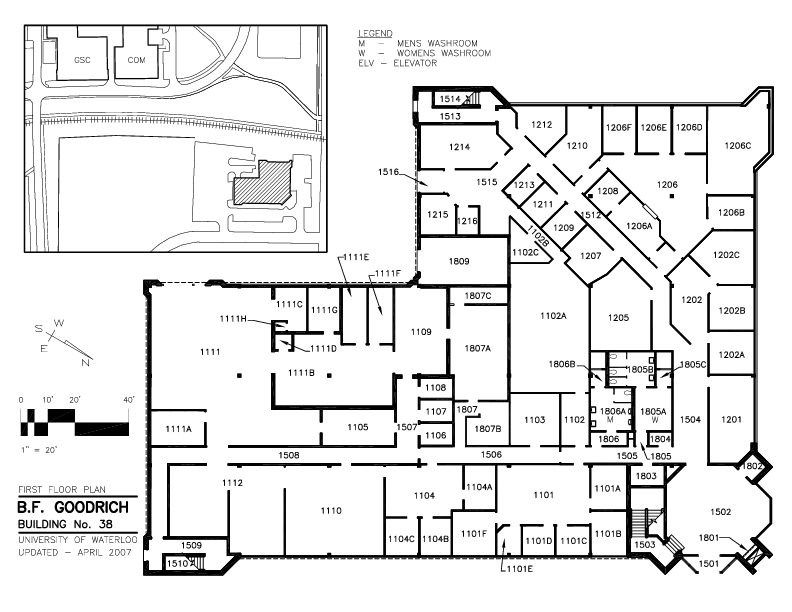 LEGEND
M – MENS WASHROOM
W – WOMENS WASHROOM
ELV – ELEVATOR
GSC COM
1514
1513
1212 1210 1206F 1206E 1206D
1214 1206C
1516 1515 1213 1208 1206
1211 1512
1215 1216 1209 1206A 1206B
1102B
1102C 1207 1202C
1809
1111E
1111F
1807C
1111C 1111G 1202
1111H 1109 1102A 1205 1202B
S W
E N
1111 1111D 1807A
1806B 1805B 1805C 1202A
1111B
1108
0 10' 20' 40'
1107 1807 1103 1102 1806A 1805A 1504 1201
M W
1111A 1105 1507 1106 1807B
1806 1804
1" = 20'
1508 1506 1505 1805
1802
1803
FIRST FLOOR PLAN
1112 1104 1104A 1101 1101A
B.F. GOODRICH
BUILDING No. 38
1110 1502
UNIVERSITY OF WATERLOO
UPDATED – APRIL 2007
1104C 1104B 1101F 1101D 1101C 1101B
1509 1503 1801
1510 1501
1101E